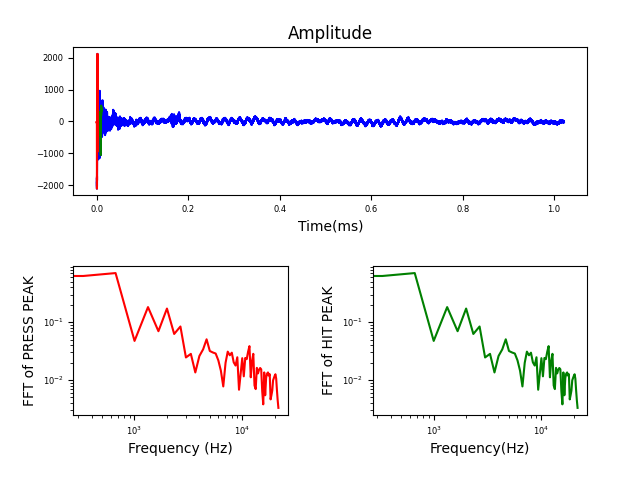 Amplitude
2000
1000
0
−1000
−2000
0.0 0.2 0.4 0.6 0.8 1.0
Time(ms)
FFT of PRESS PEAK
10⁻¹
10⁻²
10³ 10⁴
Frequency (Hz)
FFT of HIT PEAK
10⁻¹
10⁻²
10³ 10⁴
Frequency(Hz)